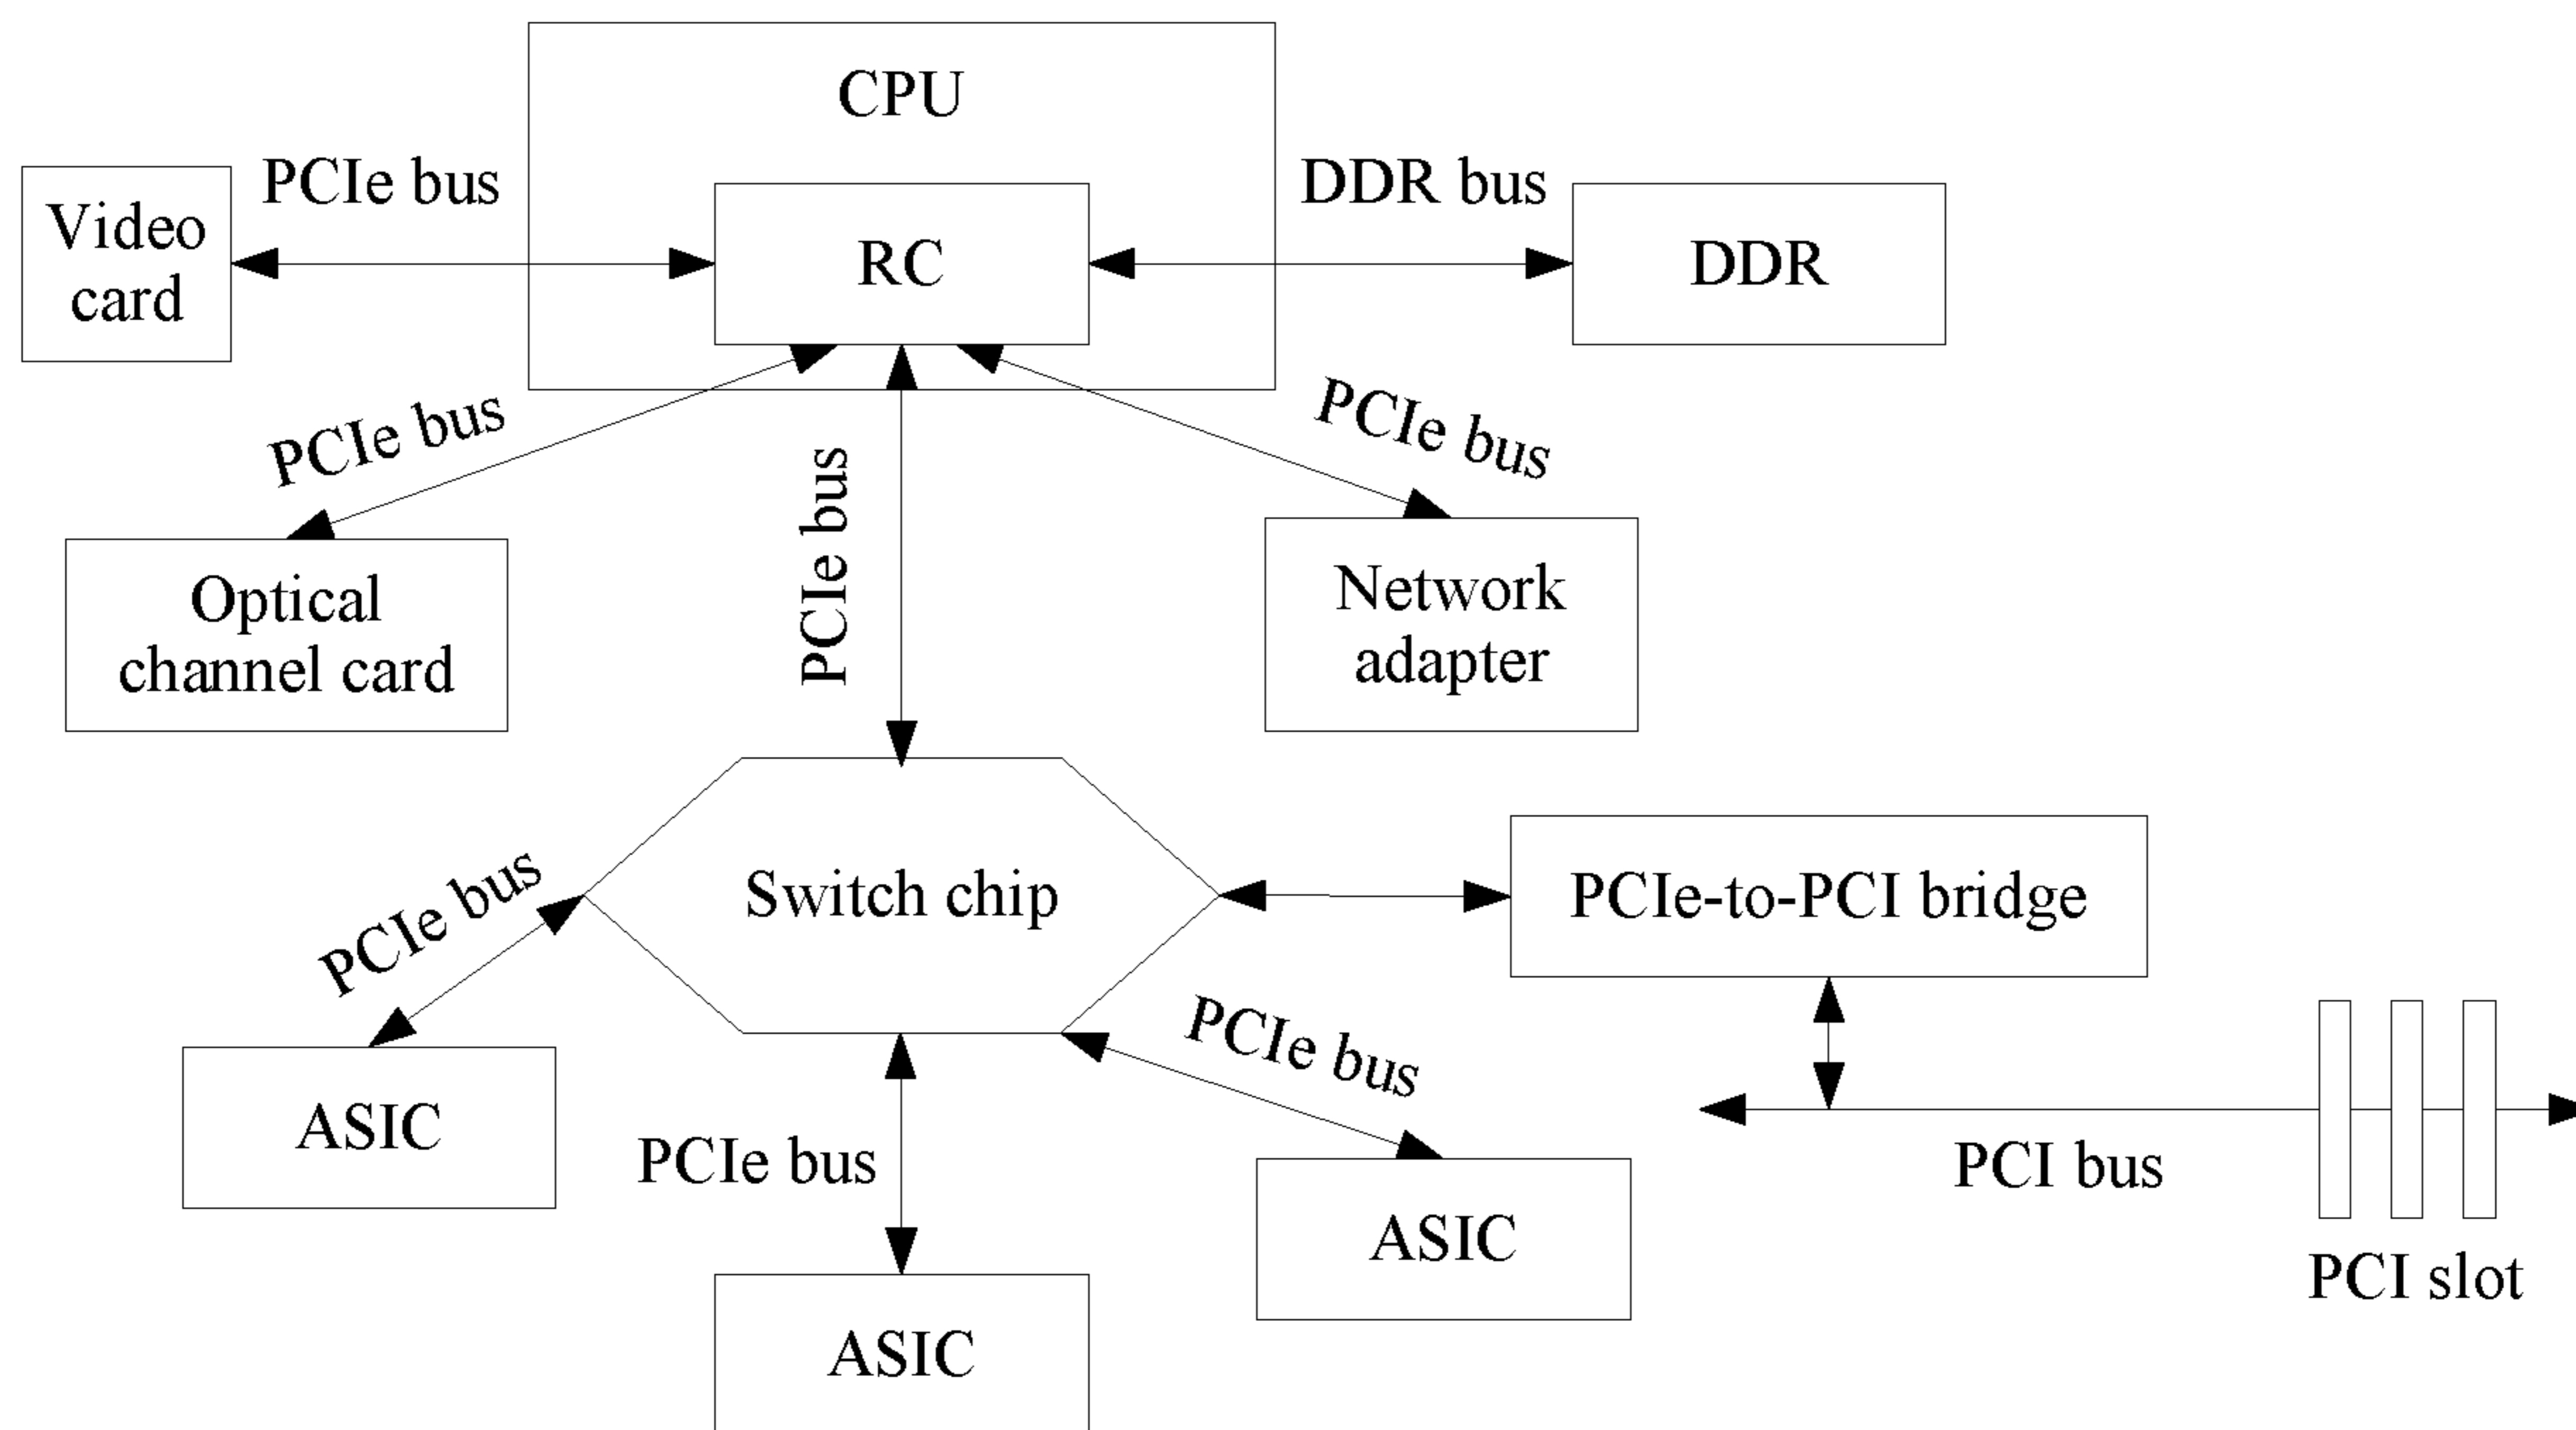 CPU
PCIe bus
DDR bus
Video
card
RC
DDR
PCIe bus
PCIe bus
PCIe bus
Optical
channel card
Network
adapter
Switch chip
PCIe-to-PCI bridge
PCIe bus
PCIe bus
ASIC
PCIe bus
PCI bus
ASIC
PCI slot
ASIC